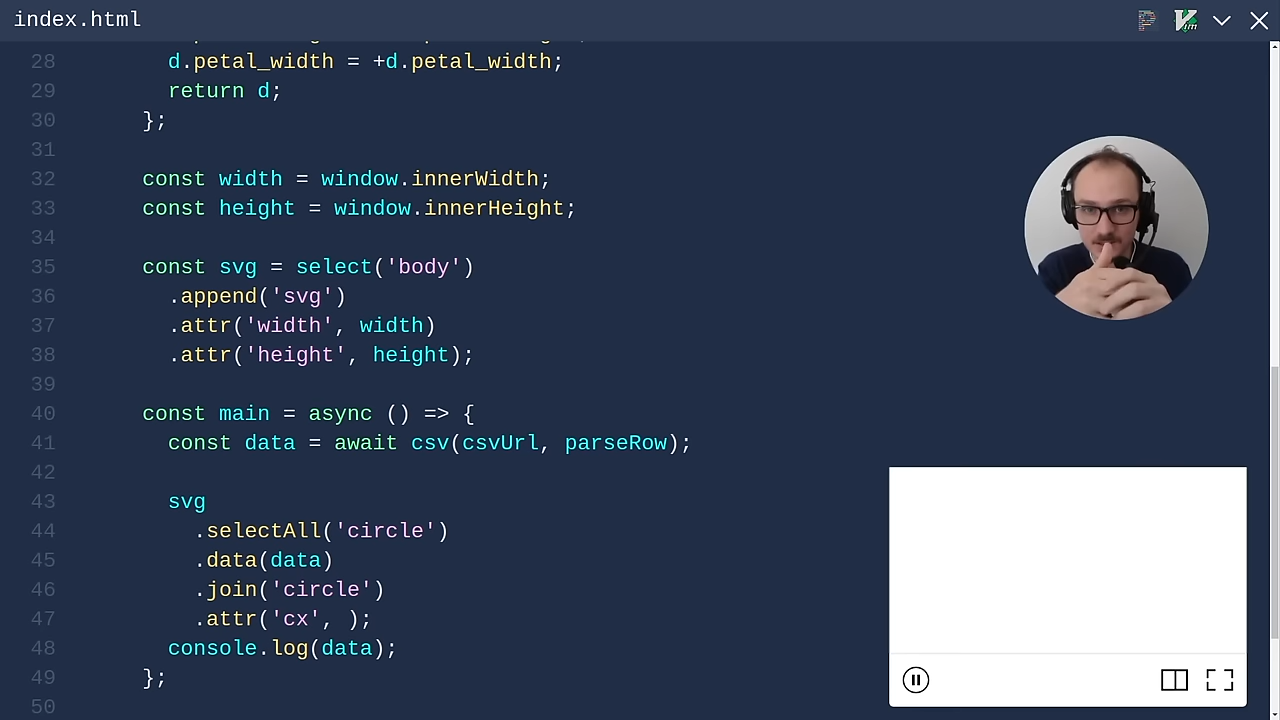 index.html
28 d.petal_width = +d.petal_width;
29 return d;
30 };
31
32 const width = window.innerWidth;
33 const height = window.innerHeight;
34
35 const svg = select('body')
36 .append('svg')
37 .attr('width', width)
38 .attr('height', height);
39
40 const main = async () => {
41 const data = await csv(csvUrl, parseRow);
42
43 svg
44 .selectAll('circle')
45 .data(data)
46 .join('circle')
47 .attr('cx', );
48 console.log(data);
49 };
50